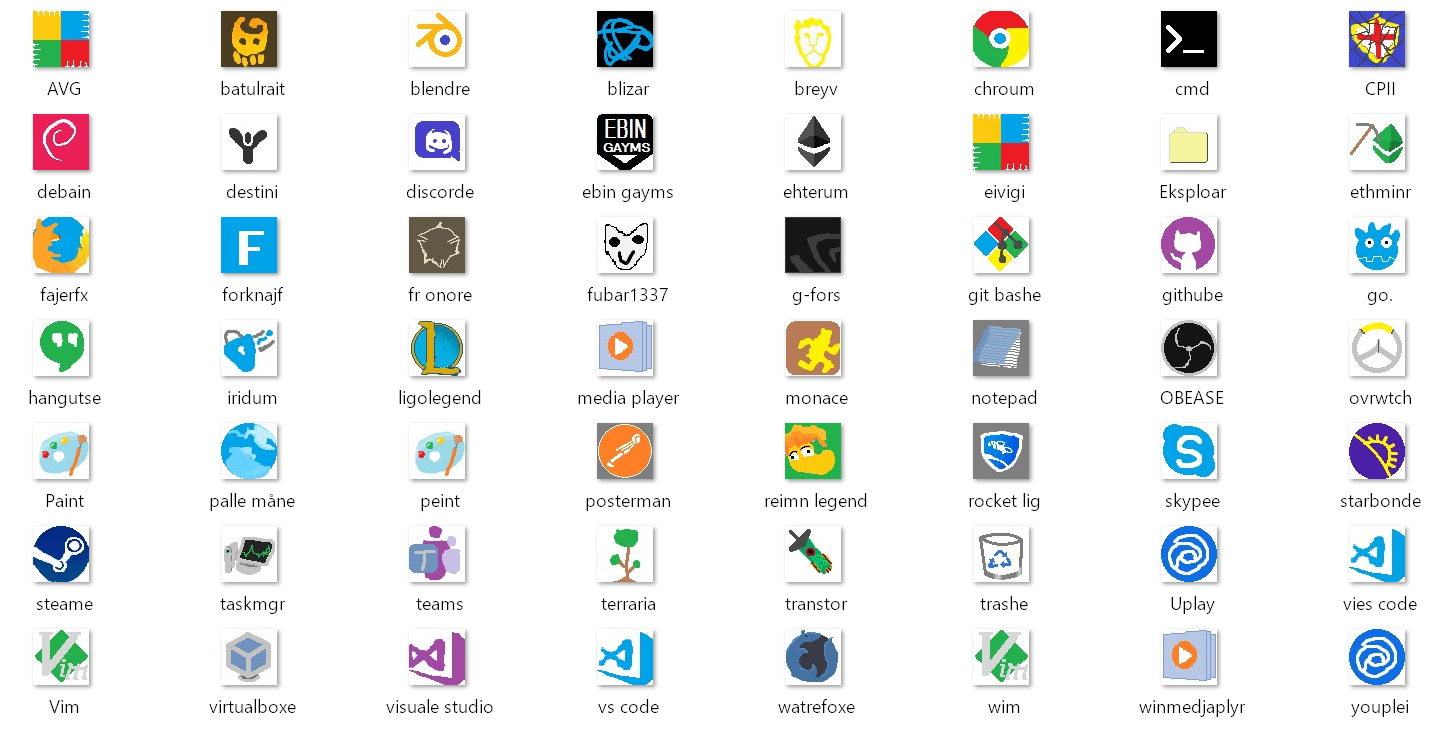 AVG batulrait blendre blizar breyv chroum cmd CPII
EBIN
GAYMS
debain destini discorde ebin gayms ehterum eivigi Eksploar ethminr
F
fajerfx forknajf fr onore fubar1337 g-fors git bashe githube go.
L
hangutse iridum ligolegend media player monace notepad OBEASE ovrwtch
S
Paint palle måne peint posterman reimn legend rocket lig skypee starbonde
T
steame taskmgr teams terraria transtor trashe Uplay vies code
Vim Vim
Vim virtualboxe visuale studio vs code watrefoxe wim winmedjaplyr youplei